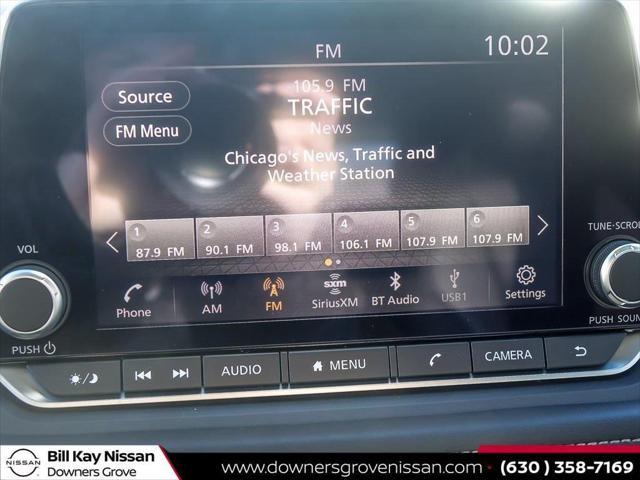 FM
10:02
Source
105.9 FM
TRAFFIC
FM Menu
News
Chicago's News, Traffic and
Weather Station
1
2
3
4
5
6
87.9 FM
90.1 FM
98.1 FM
106.1 FM
107.9 FM
107.9 FM
VOL
TUNE·SCROLL
Phone
AM
FM
sxm
SiriusXM
BT Audio
USB1
Settings
PUSH
PUSH SOUN
AUDIO
MENU
CAMERA
NISSAN
Bill Kay Nissan
Downers Grove
www.downersgrovenissan.com
(630 ) 358-7169